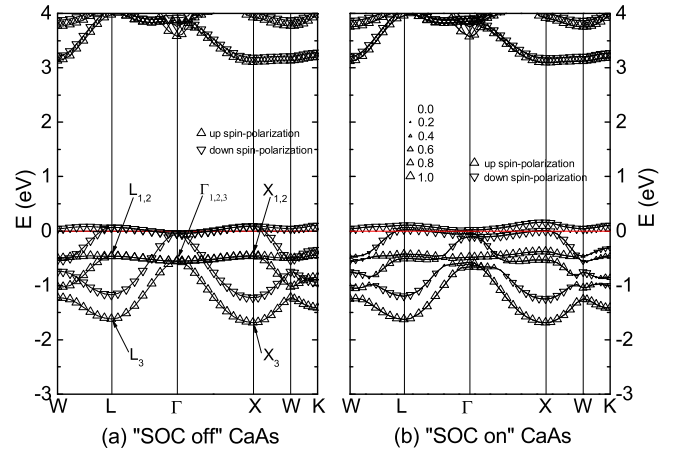 4
3
2
1
0
-1
-2
-3
E (eV)
△ up spin-polarization
▽ down spin-polarization
L1,2
Γ1,2,3
X1,2
L3
X3
W L Γ X W K
(a) "SOC off" CaAs
0.0
0.2
0.4
0.6
0.8
1.0
△ up spin-polarization
▽ down spin-polarization
4
3
2
1
0
-1
-2
-3
E (eV)
W L Γ X W K
(b) "SOC on" CaAs